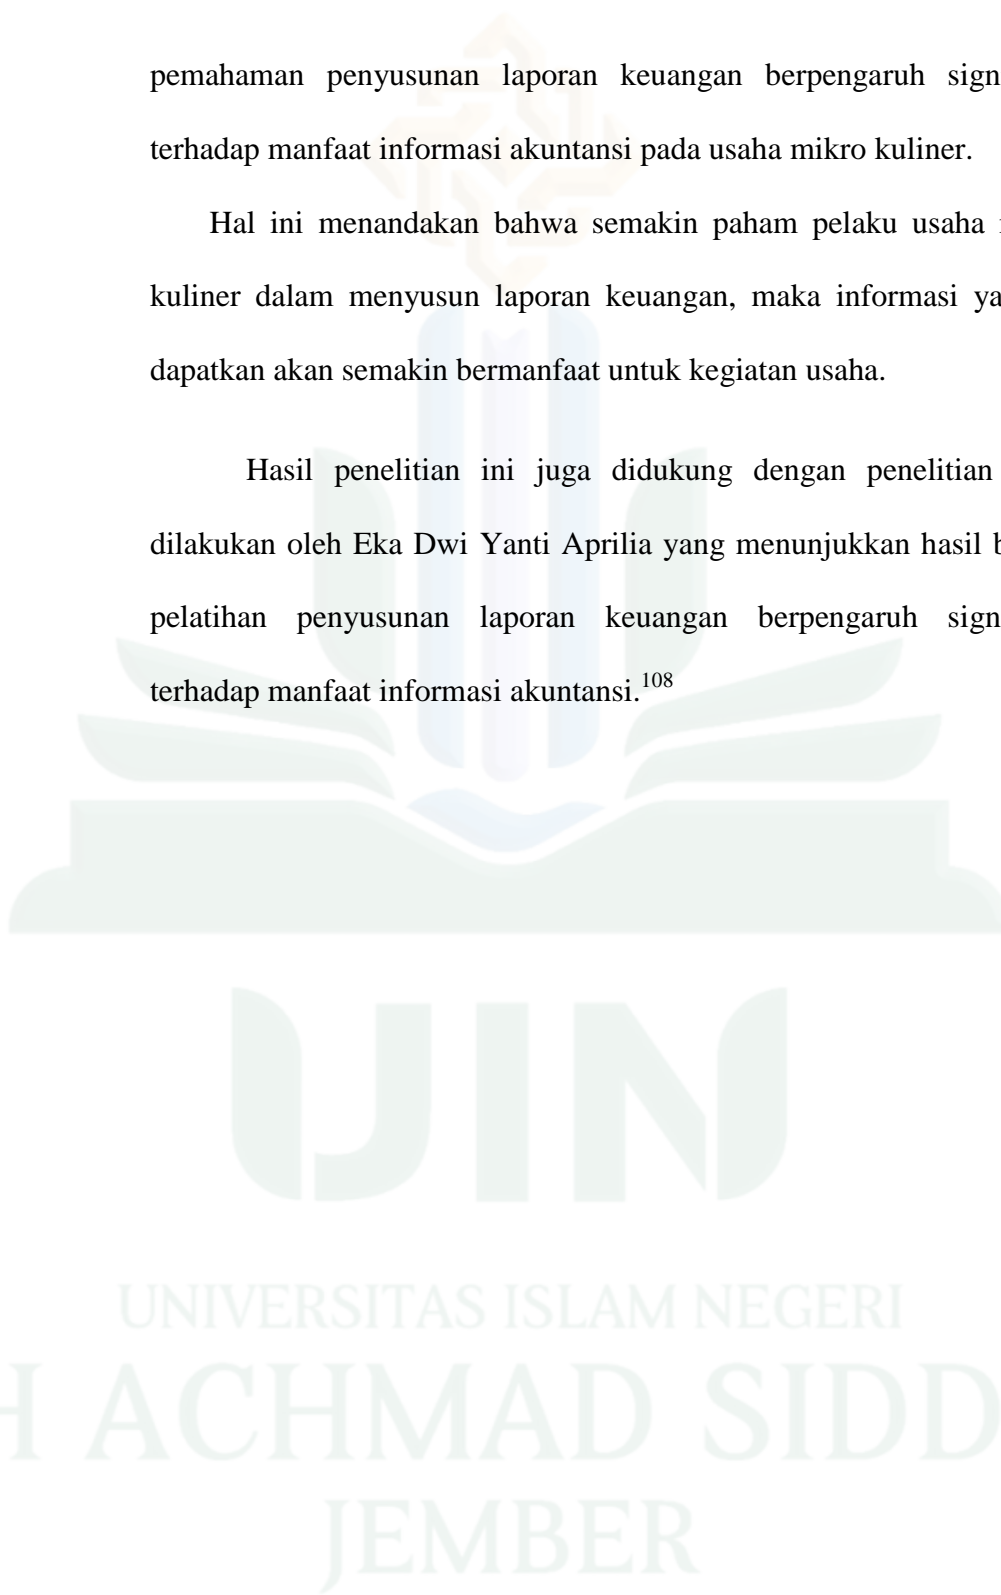 pemahaman penyusunan laporan keuangan berpengaruh sign
terhadap manfaat informasi akuntansi pada usaha mikro kuliner.
Hal ini menandakan bahwa semakin paham pelaku usaha
kuliner dalam menyusun laporan keuangan, maka informasi ya
dapatkan akan semakin bermanfaat untuk kegiatan usaha.
Hasil penelitian ini juga didukung dengan penelitian
dilakukan oleh Eka Dwi Yanti Aprilia yang menunjukkan hasil b
pelatihan penyusunan laporan keuangan berpengaruh sign
terhadap manfaat informasi akuntansi.108
UIN
UNIVERSITAS ISLAM NEGERI
H ACHMAD SIDD
JEMBER